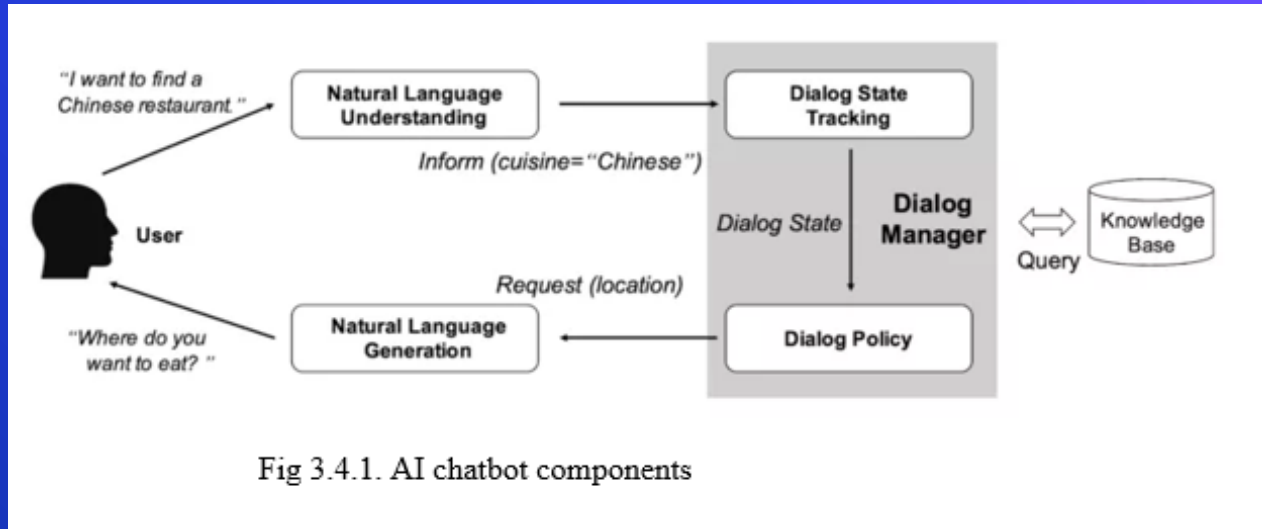 “I want to find a
Chinese restaurant.”
Natural Language
Understanding
Dialog State
Tracking
Inform (cuisine=“Chinese”)
User
Dialog State
Dialog
Manager
Query
Knowledge
Base
Request (location)
“Where do you
want to eat? ”
Natural Language
Generation
Dialog Policy
Fig 3.4.1. AI chatbot components